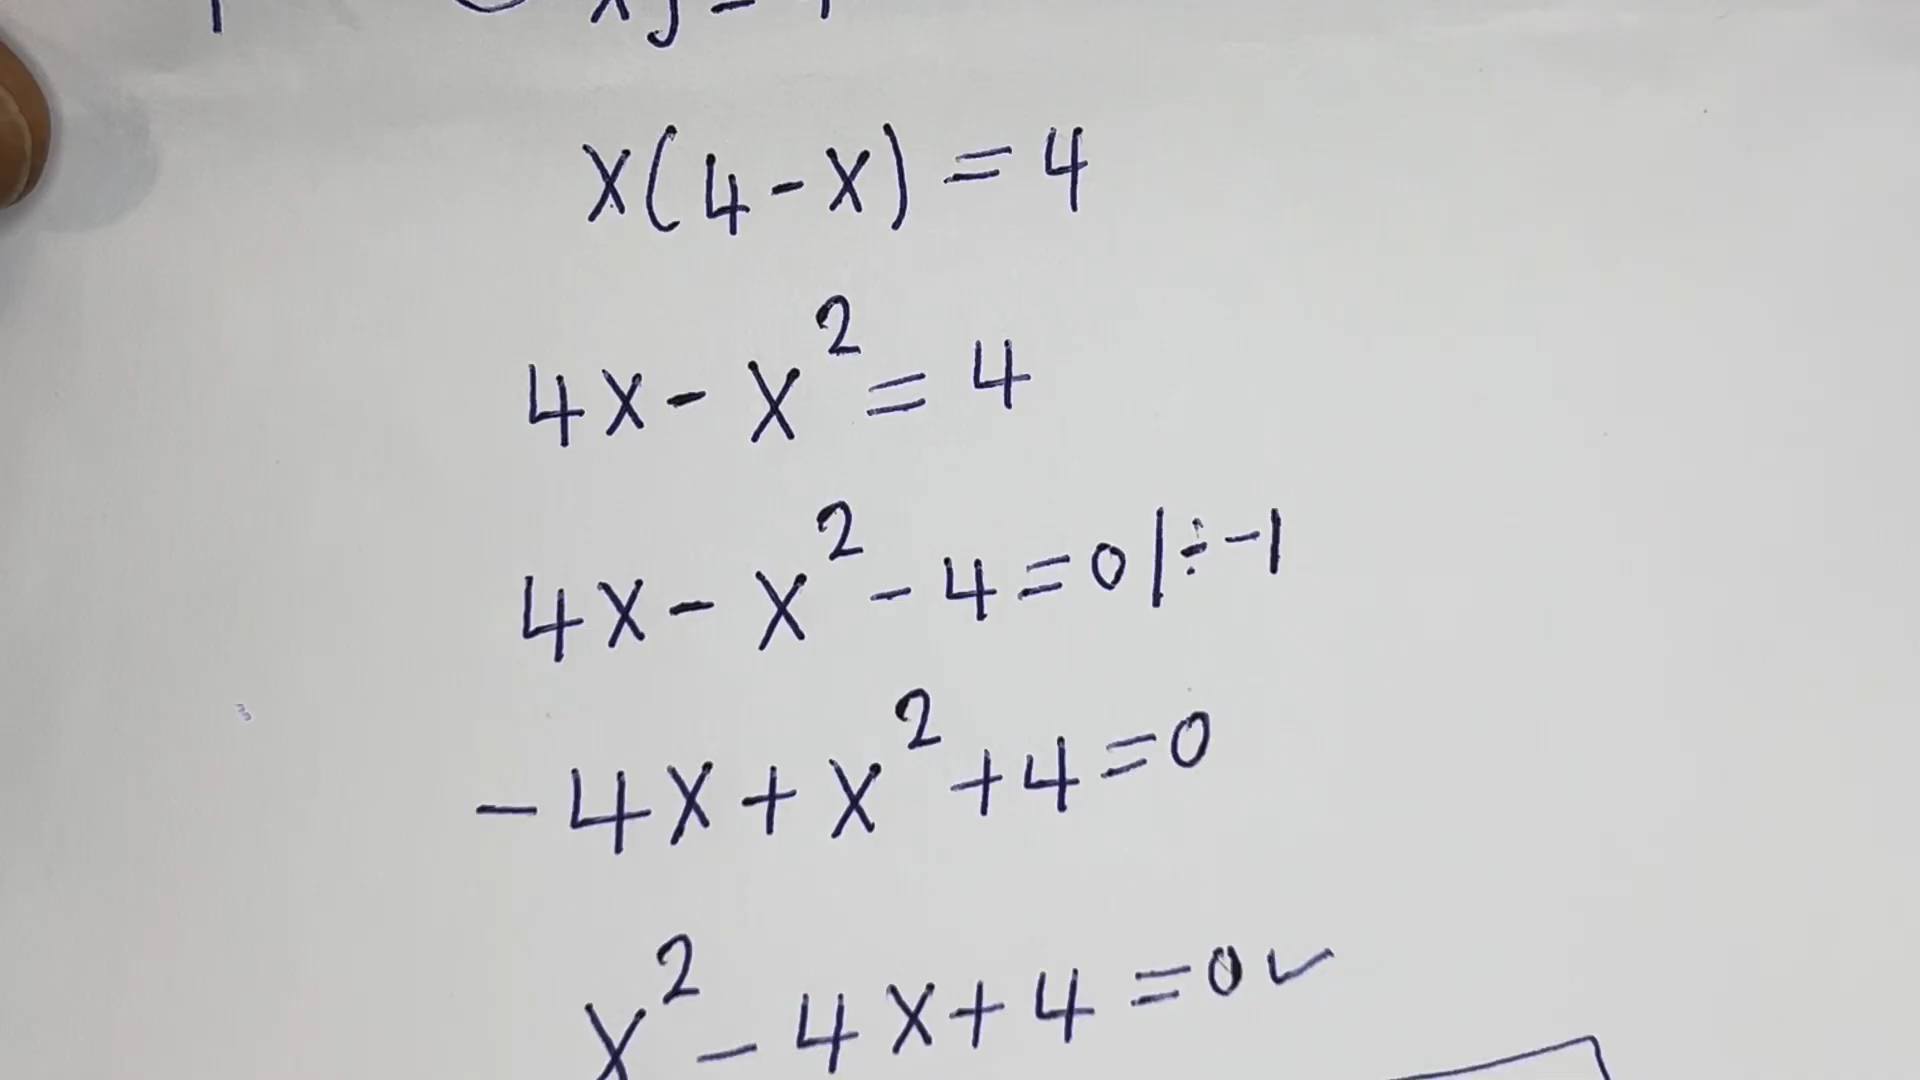 x(4-x)=4
4x-x²=4
4x-x²-4=0|÷-1
-4x+x²+4=0
x²-4x+4=0✓